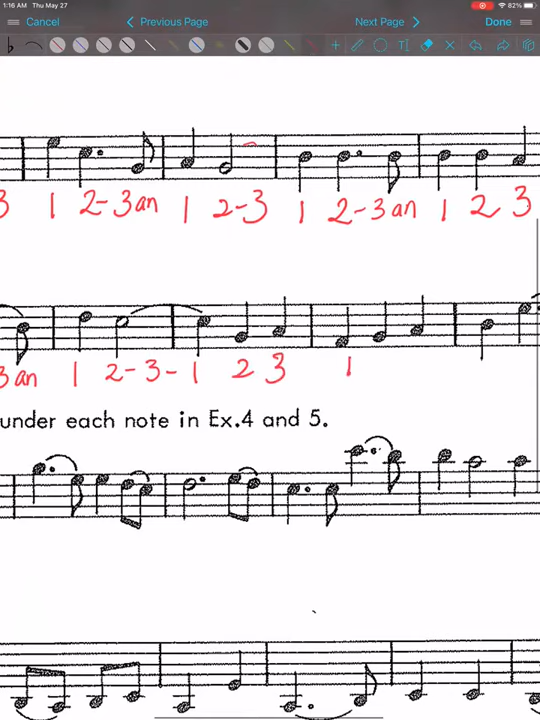 1:16 AM Thu May 27
82%
Cancel
Previous Page
Next Page
Done
3 1 2-3an 1 2-3 1 2-3an 1 2 3
3an 1 2-3-1 2 3 1
under each note in Ex.4 and 5.